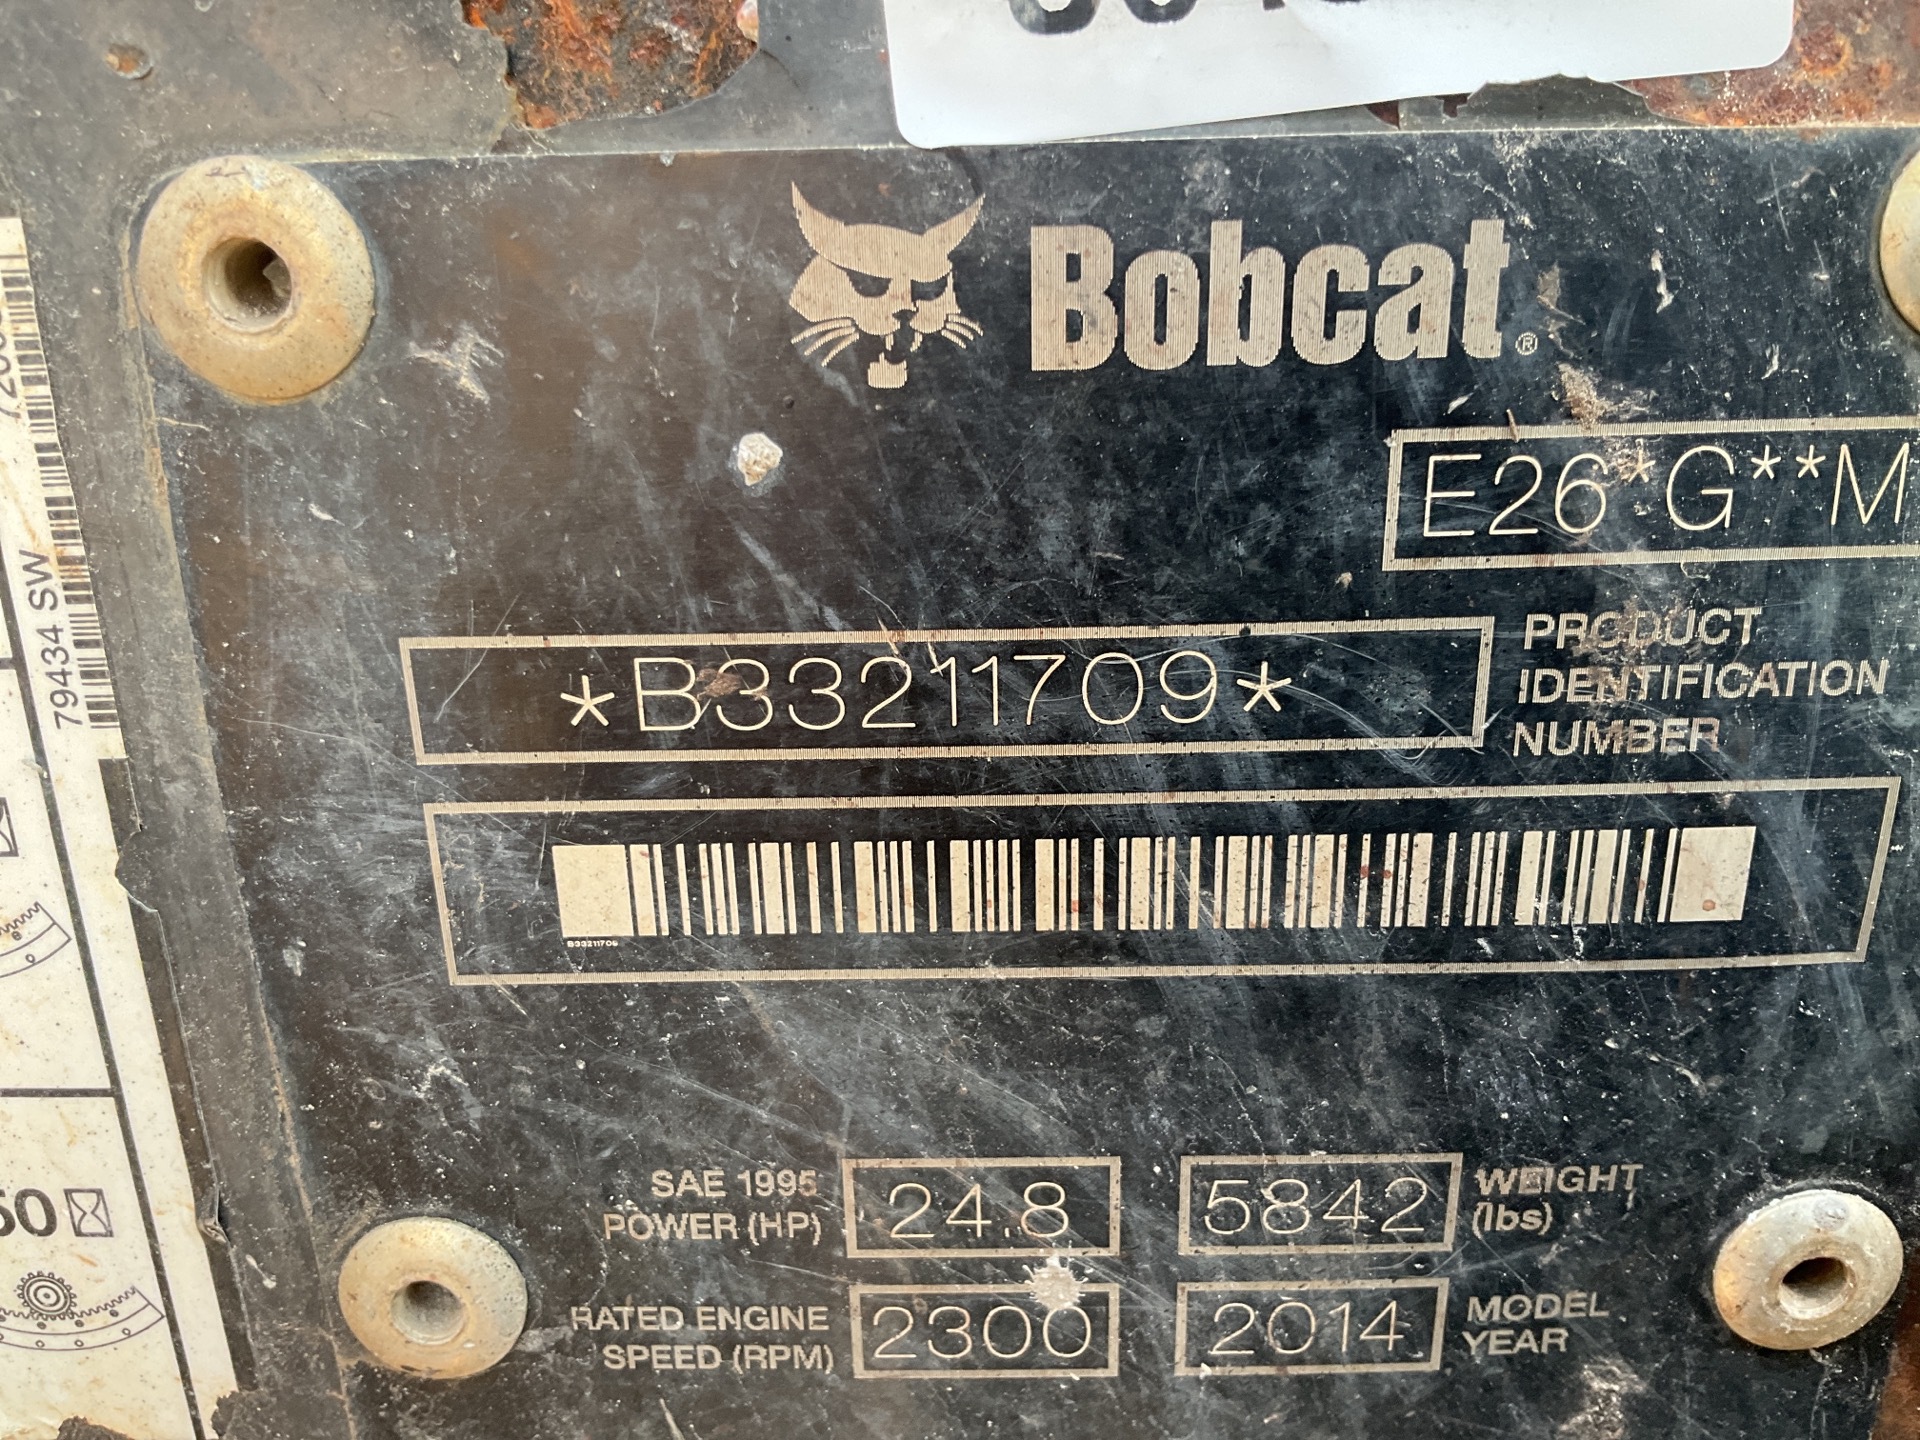 Bobcat®
E26*G**M
*B33211709*
PRODUCT
IDENTIFICATION
NUMBER
B33211709
SAE 1995
POWER (HP)
24.8
5842
WEIGHT
(lbs)
RATED ENGINE
SPEED (RPM)
2300
2014
MODEL
YEAR
79434 SW